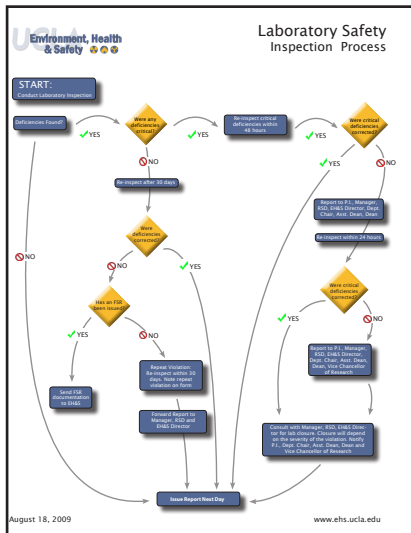 UCLA
Environment, Health
& Safety
Laboratory Safety
Inspection Process
START:
Conduct Laboratory Inspection
Deficiencies Found?
YES
Were any
deficiencies
critical?
YES
Re-inspect critical
deficiencies within
48 hours
YES
Were critical
deficiencies
corrected?
YES
NO
NO
Re-inspect after 30 days
Report to P.I., Manager,
RSD, EH&S Director, Dept.
Chair, Asst. Dean, Dean
Re-inspect within 24 hours
Were
deficiencies
corrected?
NO
NO
YES
Were critical
deficiencies
corrected?
Has an FSR
been issued?
YES
NO
YES
NO
Report to P.I., Manager,
RSD, EH&S Director,
Dept. Chair, Asst. Dean,
Dean, Vice Chancellor
of Research
Repeat Violation:
Re-inspect within 30
days. Note repeat
violation on form
Send FSR
documentation
to EH&S
Forward Report to
Manager, RSD and
EH&S Director
Consult with Manager, RSD, EH&S Direc-
tor for lab closure. Closure will depend
on the severity of the violation. Notify
P.I., Dept. Chair, Asst. Dean, Dean and
Vice Chancellor of Research
Issue Report Next Day
August 18, 2009
www.ehs.ucla.edu